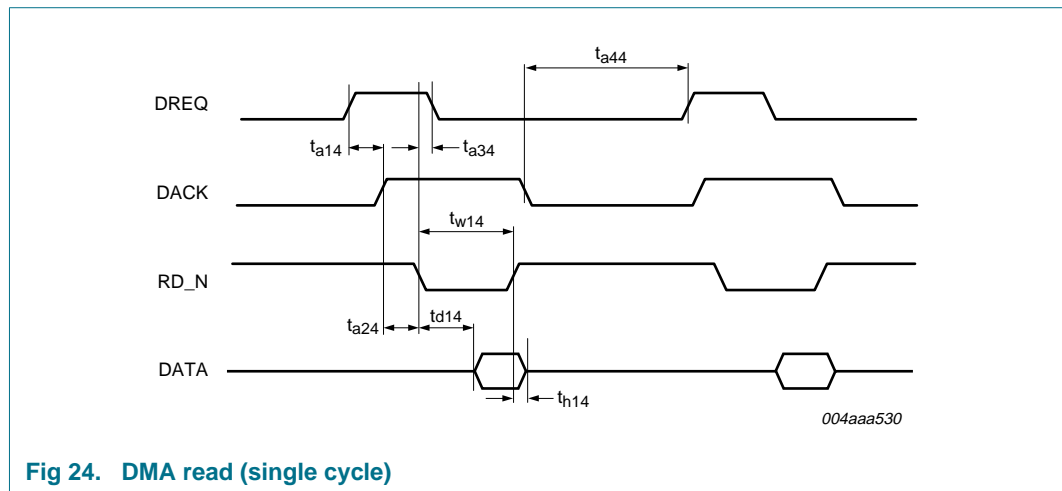 t_a44
DREQ
t_a14
t_a34
DACK
t_w14
RD_N
t_a24
td14
DATA
t_h14
004aaa530
Fig 24. DMA read (single cycle)